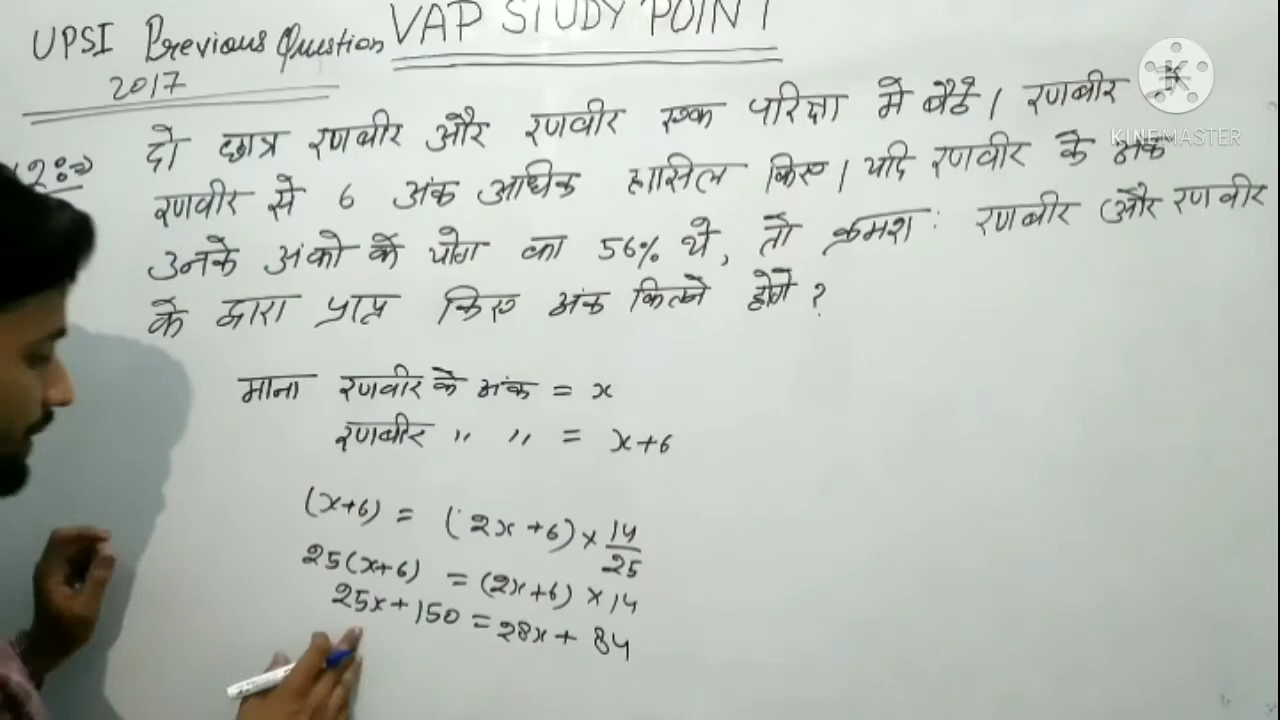 UPSI Previous Question VAP STUDY POINT
2017
KINEMASTER
12 :=> दो छात्र रणबीर और रणवीर एक परिक्षा में बैठे। रणबीर ने
रणवीर से 6 अंक अधिक हासिल किए। यदि रणवीर के अंक
उनके अंको के योग का 56% थे, तो क्रमश: रणबीर और रणवीर
के द्वारा प्राप्त किए अंक कितने होंगे?
माना रणवीर के अंक = x
रणबीर " " = x+6
(x+6) = (2x+6) × 14/25
25(x+6) = (2x+6) × 14
25x+150 = 28x + 84